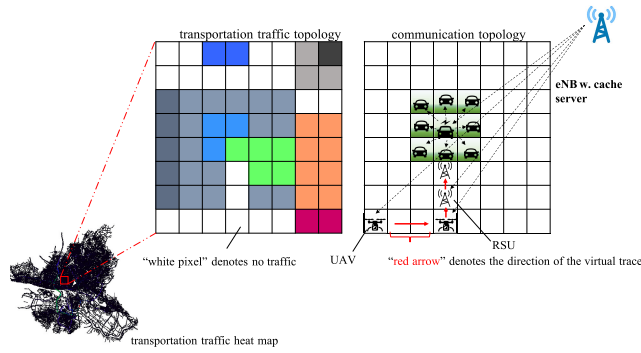 transportation traffic topology
communication topology
eNB w. cache
server
RSU
UAV
“white pixel” denotes no traffic
“red arrow” denotes the direction of the virtual trace
transportation traffic heat map